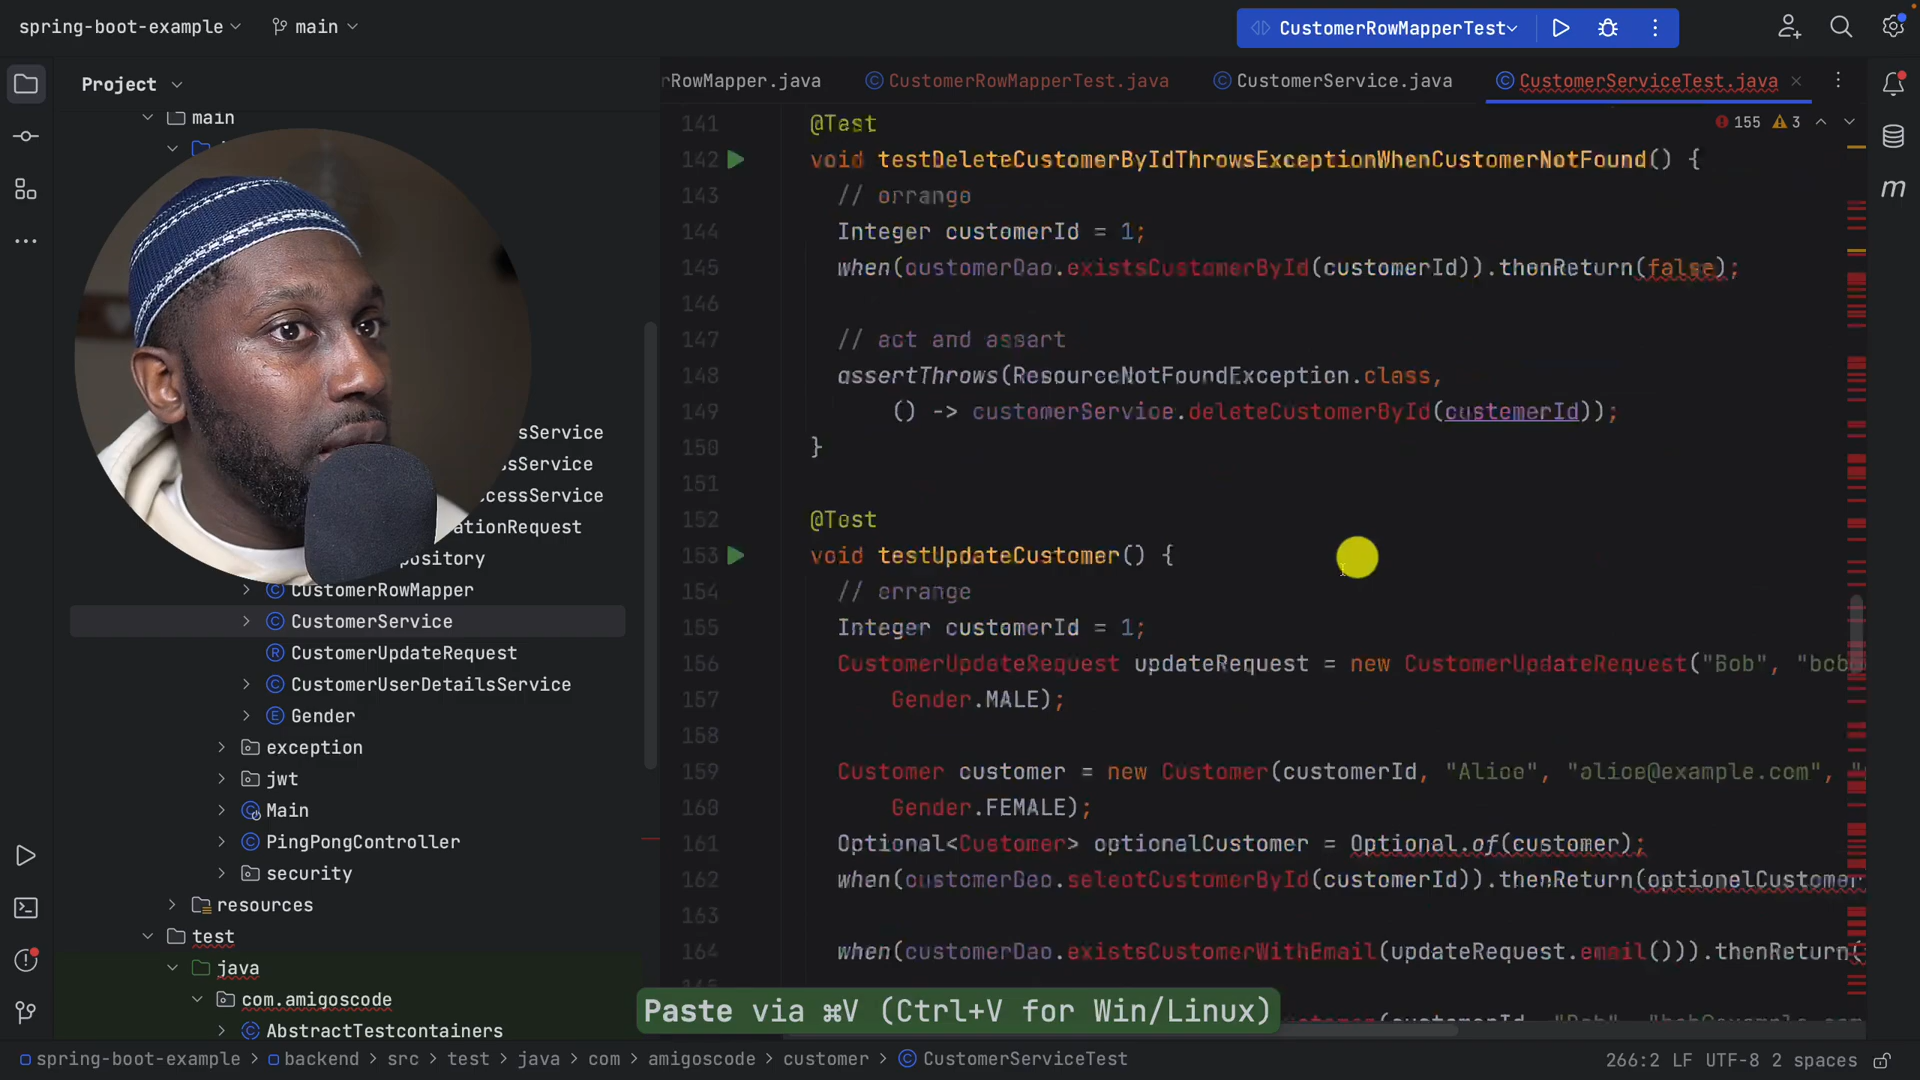 spring-boot-example
main
CustomerRowMapperTest
Project
rRowMapper.java
CustomerRowMapperTest.java
CustomerService.java
CustomerServiceTest.java
155
3
main
sService
sService
ccessService
ationRequest
pository
CustomerRowMapper
CustomerService
CustomerUpdateRequest
CustomerUserDetailsService
Gender
exception
jwt
Main
PingPongController
security
resources
test
java
com.amigoscode
AbstractTestcontainers
141 @Test
142 void testDeleteCustomerByIdThrowsExceptionWhenCustomerNotFound() {
143 // arrange
144 Integer customerId = 1;
145 when(customerDao.existsCustomerById(customerId)).thenReturn(false);
146
147 // act and assert
148 assertThrows(ResourceNotFoundException.class,
149 () -> customerService.deleteCustomerById(customerId));
150 }
151
152 @Test
153 void testUpdateCustomer() {
154 // arrange
155 Integer customerId = 1;
156 CustomerUpdateRequest updateRequest = new CustomerUpdateRequest("Bob", "bob
157 Gender.MALE);
158
159 Customer customer = new Customer(customerId, "Alice", "alice@example.com", "
160 Gender.FEMALE);
161 Optional<Customer> optionalCustomer = Optional.of(customer);
162 when(customerDao.selectCustomerById(customerId)).thenReturn(optionalCustomer
163
164 when(customerDao.existsCustomerWithEmail(updateRequest.email())).thenReturn(
Paste via ⌘V (Ctrl+V for Win/Linux)
spring-boot-example > backend > src > test > java > com > amigoscode > customer > CustomerServiceTest
266:2 LF UTF-8 2 spaces